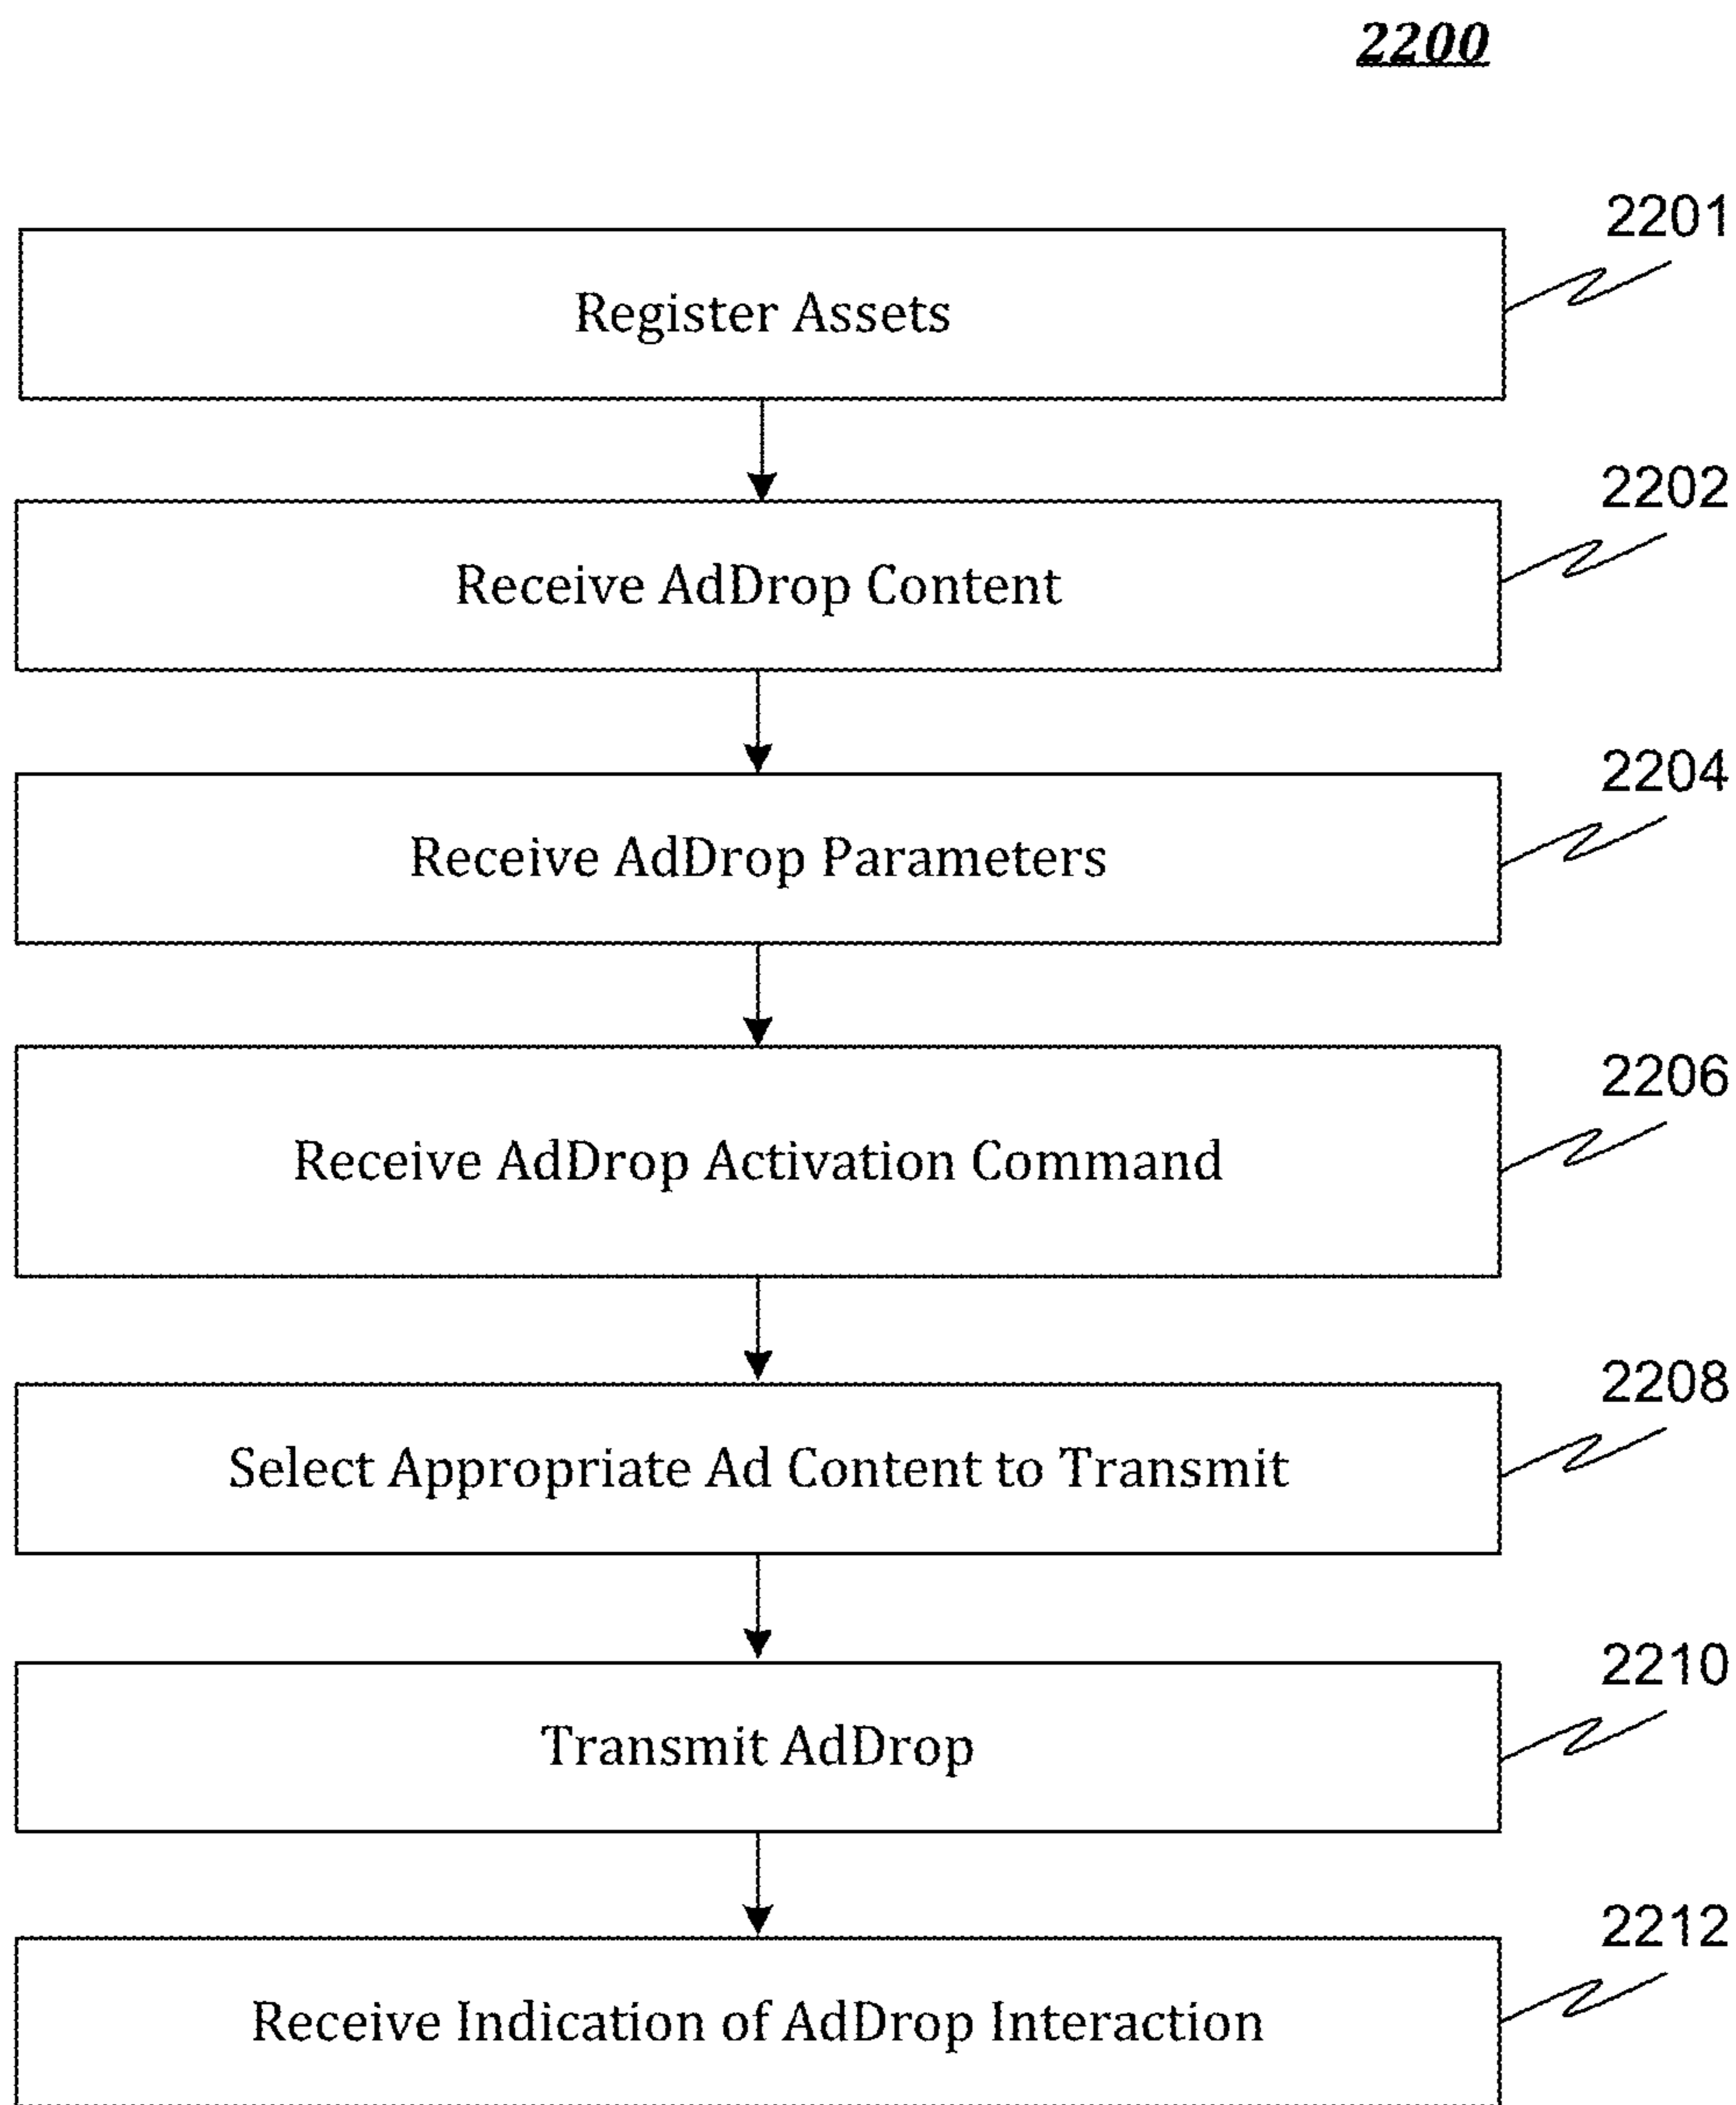 2200
2201
Register Assets
2202
Receive AdDrop Content
2204
Receive AdDrop Parameters
2206
Receive AdDrop Activation Command
2208
Select Appropriate Ad Content to Transmit
2210
Transmit AdDrop
2212
Receive Indication of AdDrop Interaction